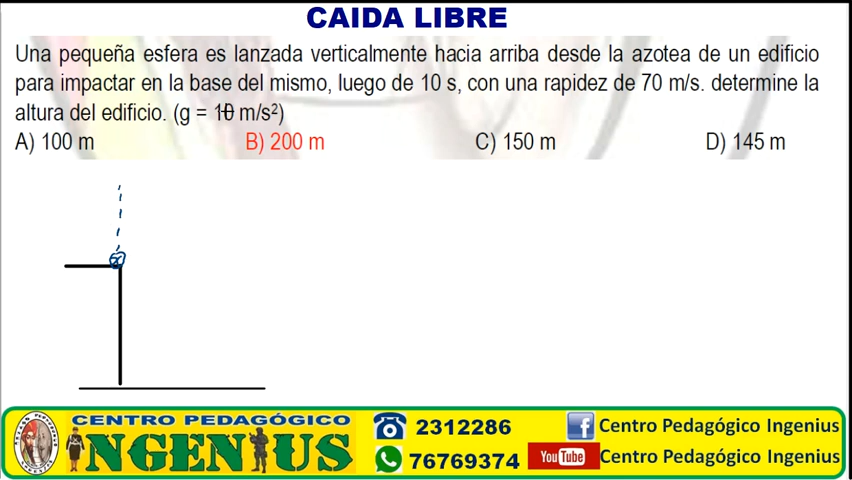 CAIDA LIBRE
Una pequeña esfera es lanzada verticalmente hacia arriba desde la azotea de un edificio
para impactar en la base del mismo, luego de 10 s, con una rapidez de 70 m/s. determine la
altura del edificio. (g = 10 m/s²)
A) 100 m B) 200 m C) 150 m D) 145 m
CENTRO PEDAGÓGICO
INGENIUS
2312286
76769374
Centro Pedagógico Ingenius
YouTube Centro Pedagógico Ingenius